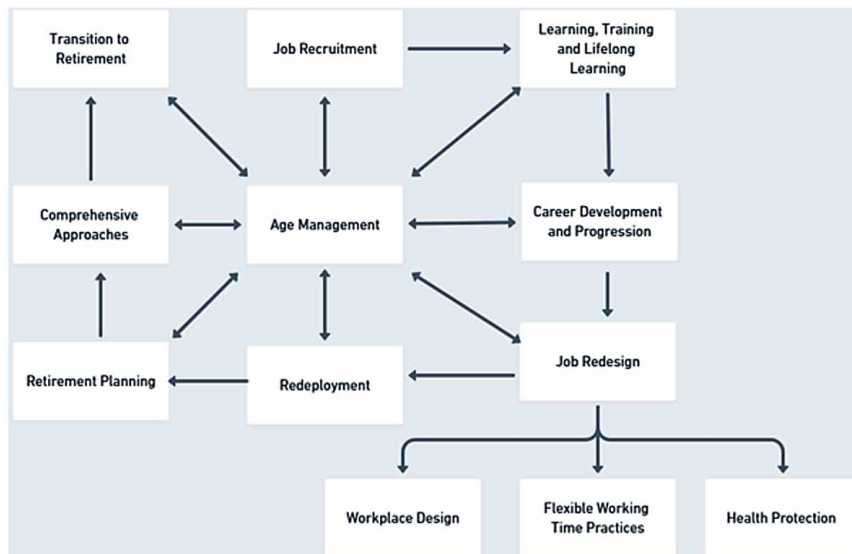 Transition to
Retirement
Job Recruitment
Learning, Training
and Lifelong
Learning
Comprehensive
Approaches
Age Management
Career Development
and Progression
Retirement Planning
Redeployment
Job Redesign
Workplace Design
Flexible Working
Time Practices
Health Protection